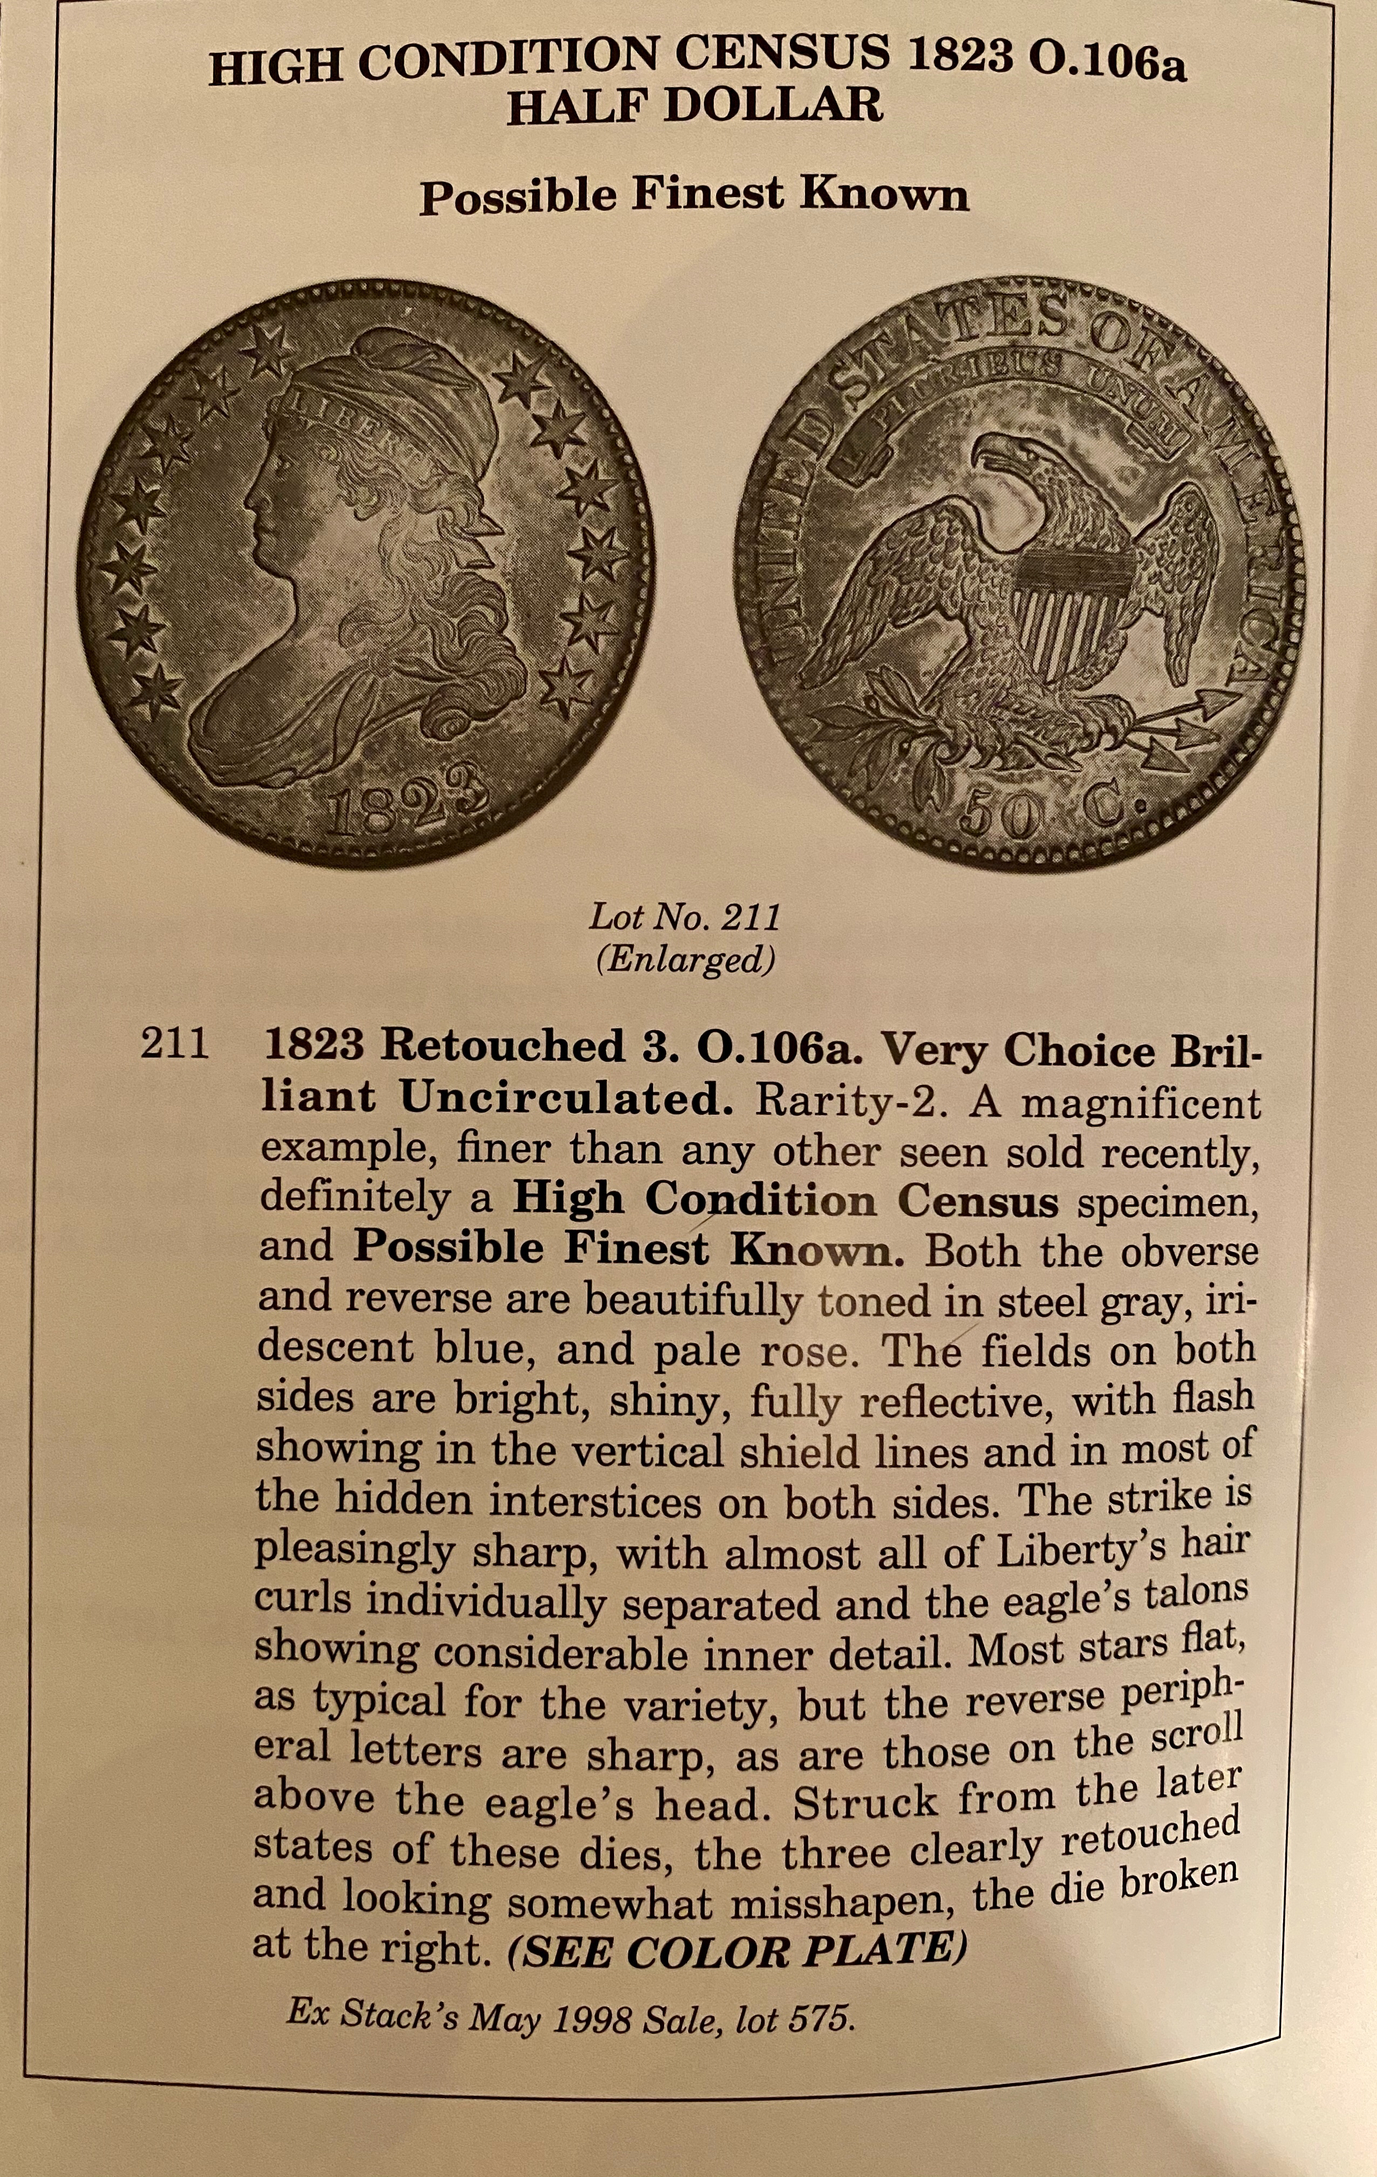 HIGH CONDITION CENSUS 1823 O.106a
HALF DOLLAR
Possible Finest Known
LIBERTY
1823
UNITED STATES OF AMERICA
E PLURIBUS UNUM
50 C.
Lot No. 211
(Enlarged)
211 1823 Retouched 3. O.106a. Very Choice Bril-
liant Uncirculated. Rarity-2. A magnificent
example, finer than any other seen sold recently,
definitely a High Condition Census specimen,
and Possible Finest Known. Both the obverse
and reverse are beautifully toned in steel gray, iri-
descent blue, and pale rose. The fields on both
sides are bright, shiny, fully reflective, with flash
showing in the vertical shield lines and in most of
the hidden interstices on both sides. The strike is
pleasingly sharp, with almost all of Liberty's hair
curls individually separated and the eagle's talons
showing considerable inner detail. Most stars flat,
as typical for the variety, but the reverse periph-
eral letters are sharp, as are those on the scroll
above the eagle's head. Struck from the later
states of these dies, the three clearly retouched
and looking somewhat misshapen, the die broken
at the right. (SEE COLOR PLATE)
Ex Stack's May 1998 Sale, lot 575.